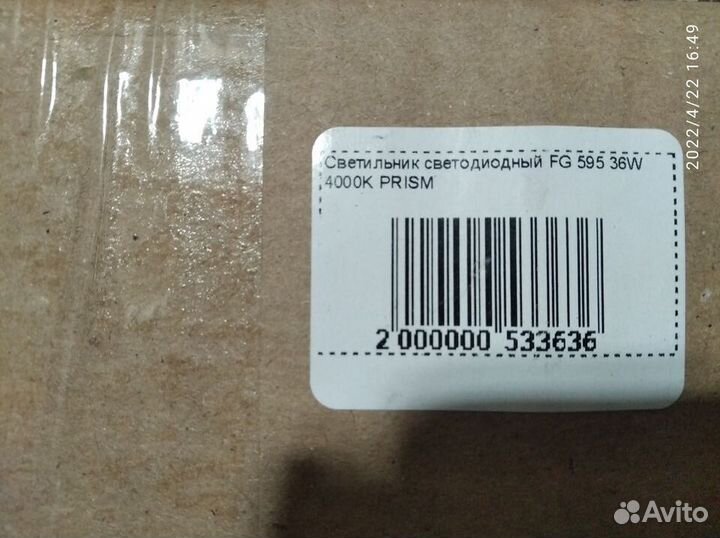 2022/4/22 16:49
Светильник светодиодный FG 595 36W
4000K PRISM
2 000000 533636
Avito